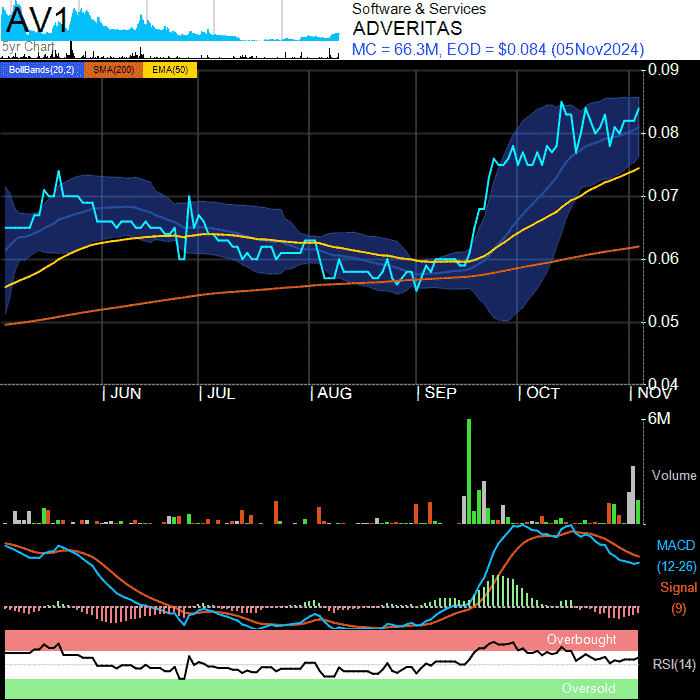 AV1
5yr Chart
Software & Services
ADVERITAS
MC = 66.3M, EOD = $0.084 (05Nov2024)
BollBands(20,2) SMA(200) EMA(50)
0.09
0.08
0.07
0.06
0.05
0.04
JUN JUL AUG SEP OCT NOV
6M
Volume
MACD
(12-26)
Signal
(9)
Overbought
RSI(14)
Oversold